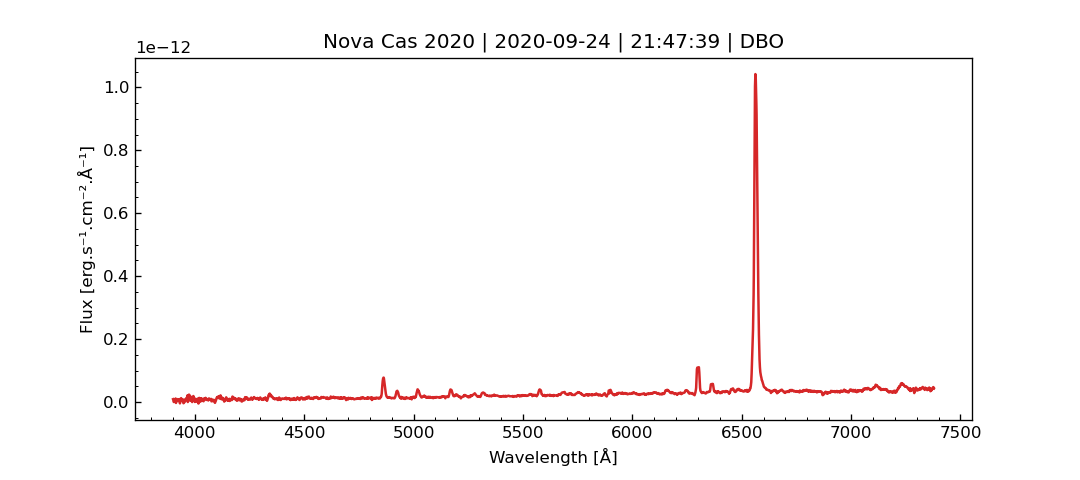 Nova Cas 2020 | 2020-09-24 | 21:47:39 | DBO
1e−12
1.0
0.8
0.6
0.4
0.2
0.0
Flux [erg.s⁻¹.cm⁻².Å⁻¹]
4000 4500 5000 5500 6000 6500 7000 7500
Wavelength [Å]